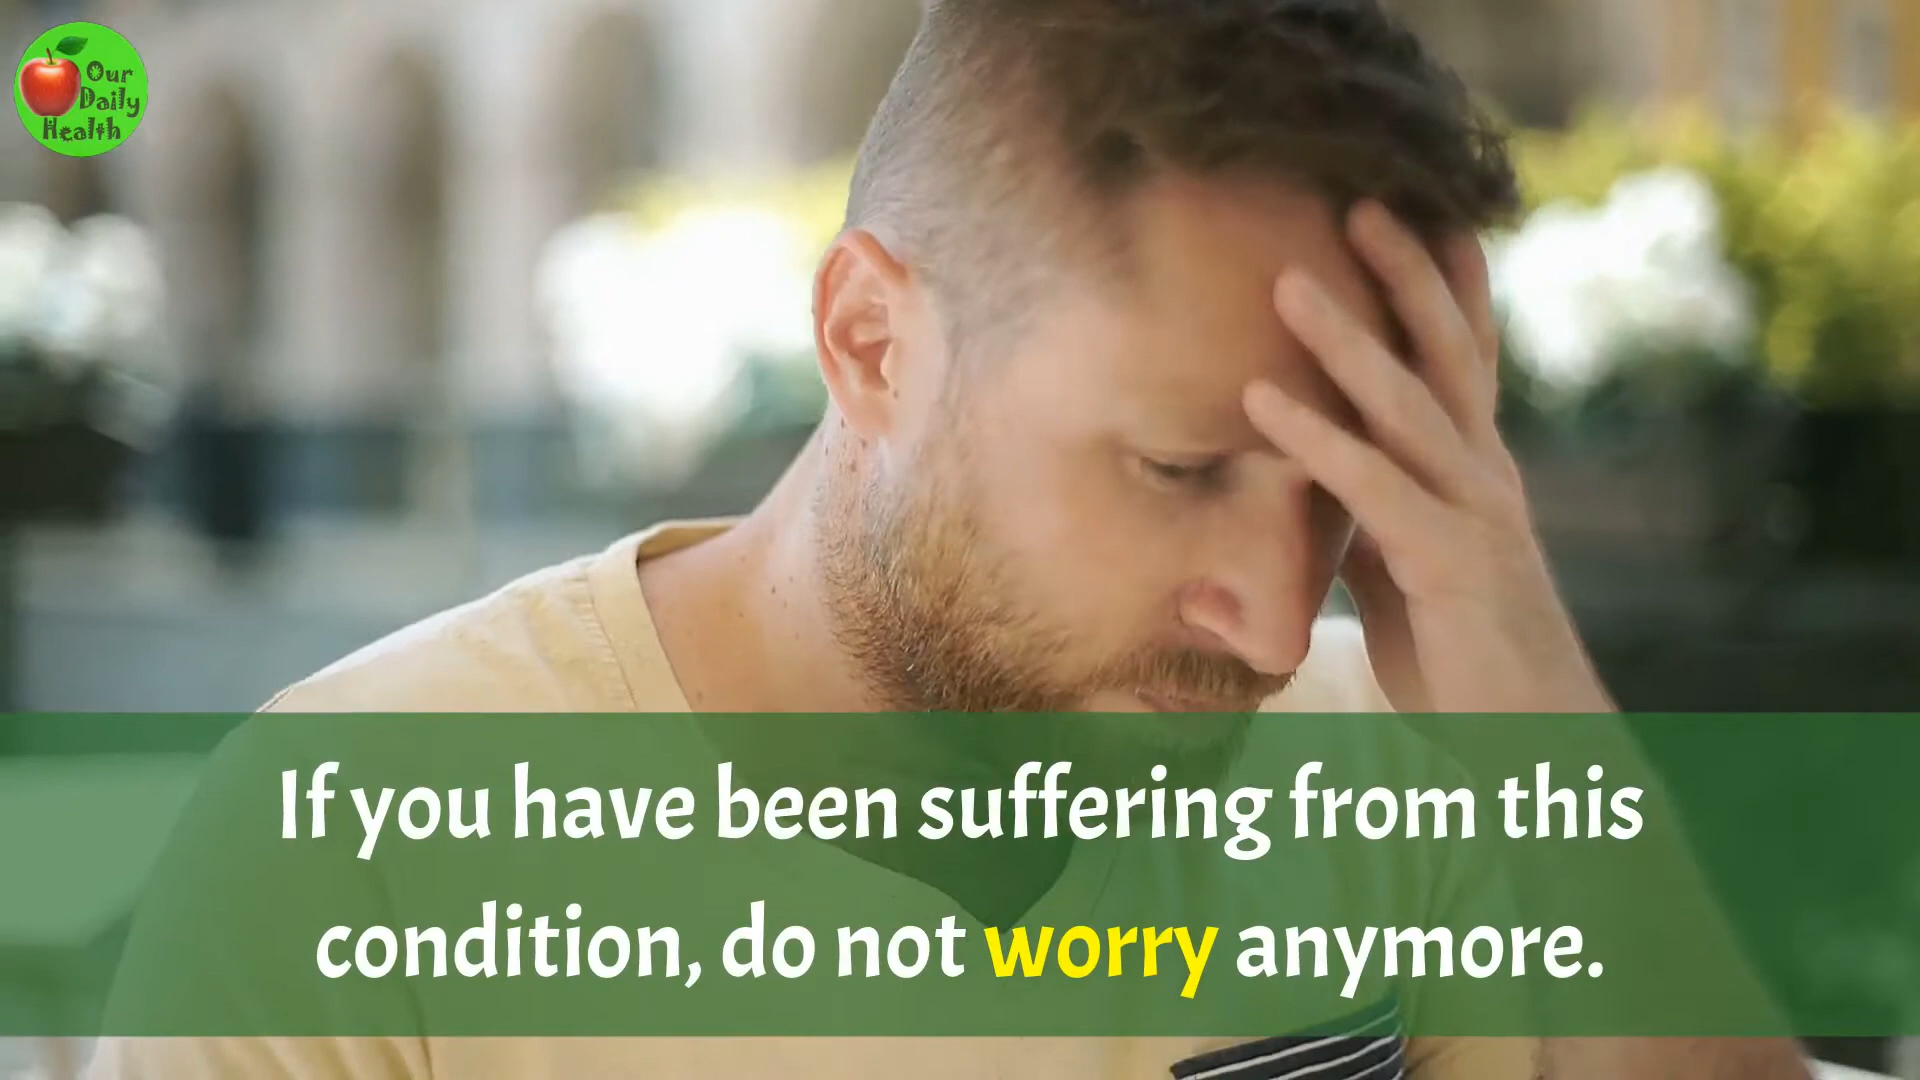 Our
Daily
Health
If you have been suffering from this
condition, do not worry anymore.